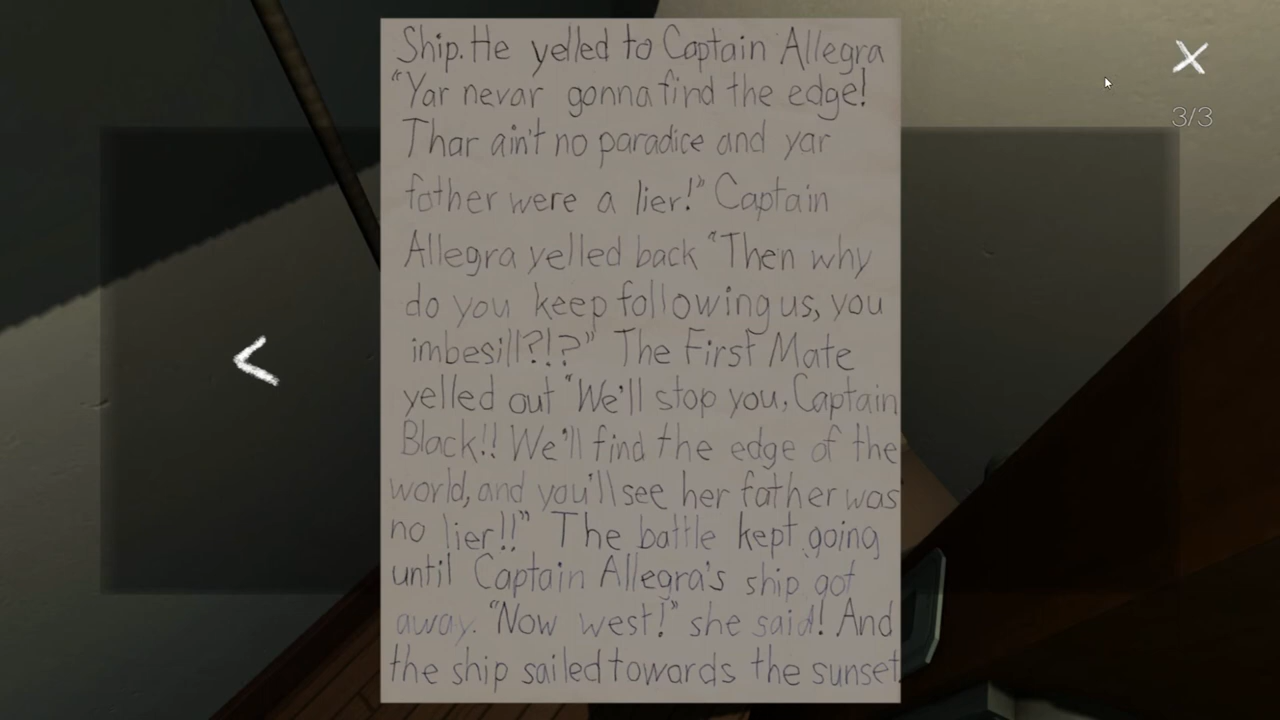 Ship. He yelled to Captain Allegra
"Yar nevar gonna find the edge!
Thar ain't no paradice and yar
father were a lier!" Captain
Allegra yelled back "Then why
do you keep following us, you
imbesill?!?" The First Mate
yelled out "We'll stop you, Captain
Black!! We'll find the edge of the
world, and you'll see her father was
no lier!!" The battle kept going
until Captain Allegra's ship got
away. "Now west!" she said! And
the ship sailed towards the sunset.
3/3